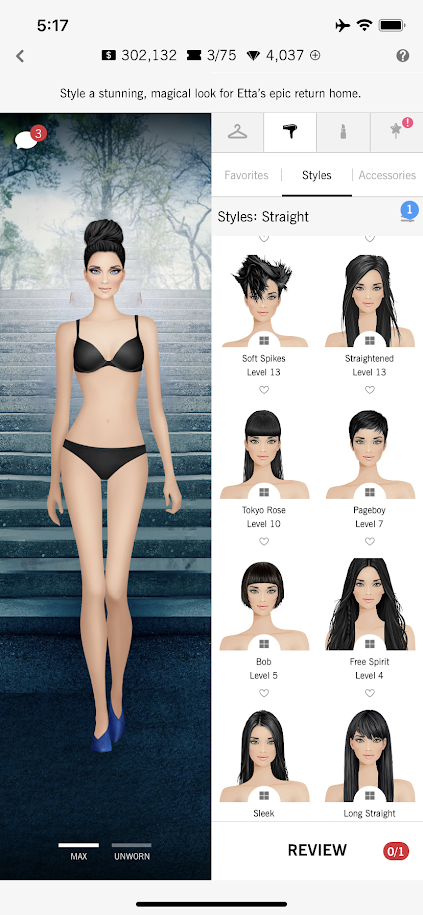 5:17
302,132 3/75 4,037
Style a stunning, magical look for Etta's epic return home.
3
!
Favorites Styles Accessories
Styles: Straight
1
Soft Spikes Straightened
Level 13 Level 13
Tokyo Rose Pageboy
Level 10 Level 7
Bob Free Spirit
Level 5 Level 4
Sleek Long Straight
MAX UNWORN
REVIEW 0/1